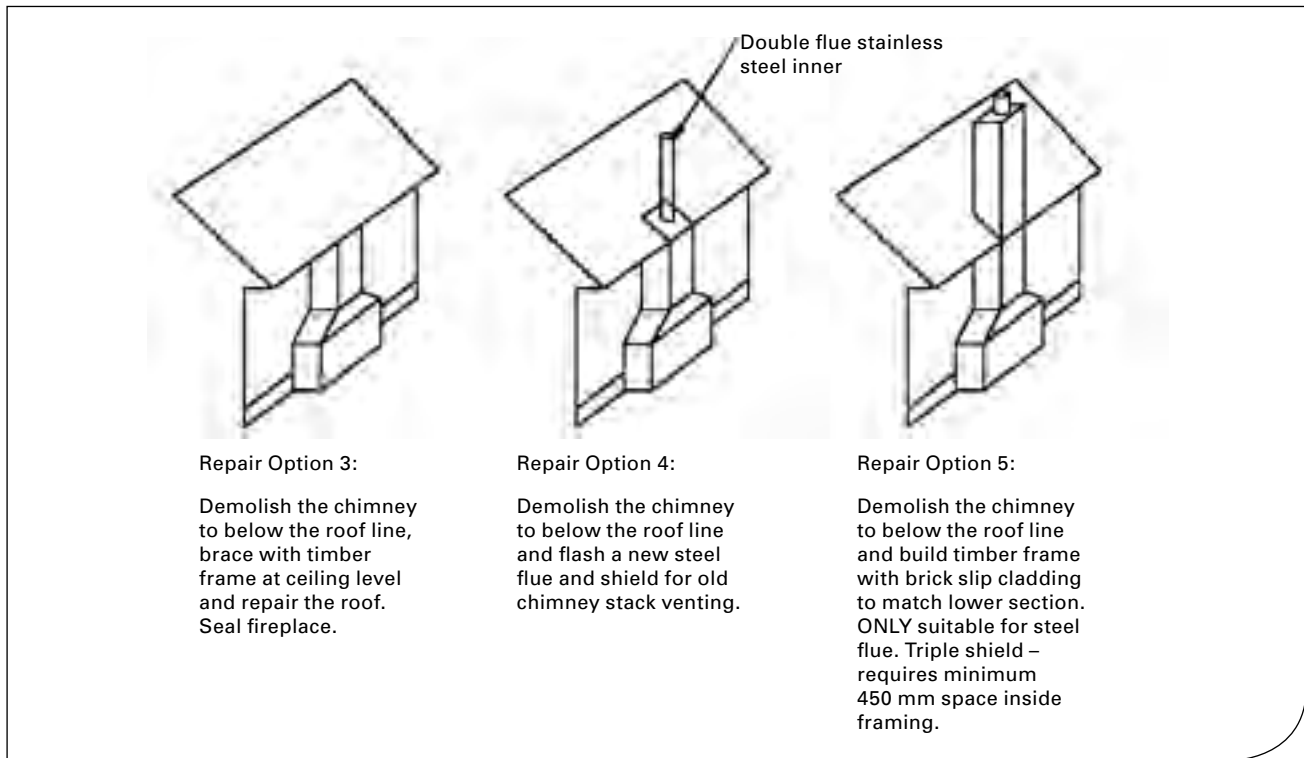 Double flue stainless
steel inner
Repair Option 3:
Demolish the chimney
to below the roof line,
brace with timber
frame at ceiling level
and repair the roof.
Seal fireplace.
Repair Option 4:
Demolish the chimney
to below the roof line
and flash a new steel
flue and shield for old
chimney stack venting.
Repair Option 5:
Demolish the chimney
to below the roof line
and build timber frame
with brick slip cladding
to match lower section.
ONLY suitable for steel
flue. Triple shield –
requires minimum
450 mm space inside
framing.